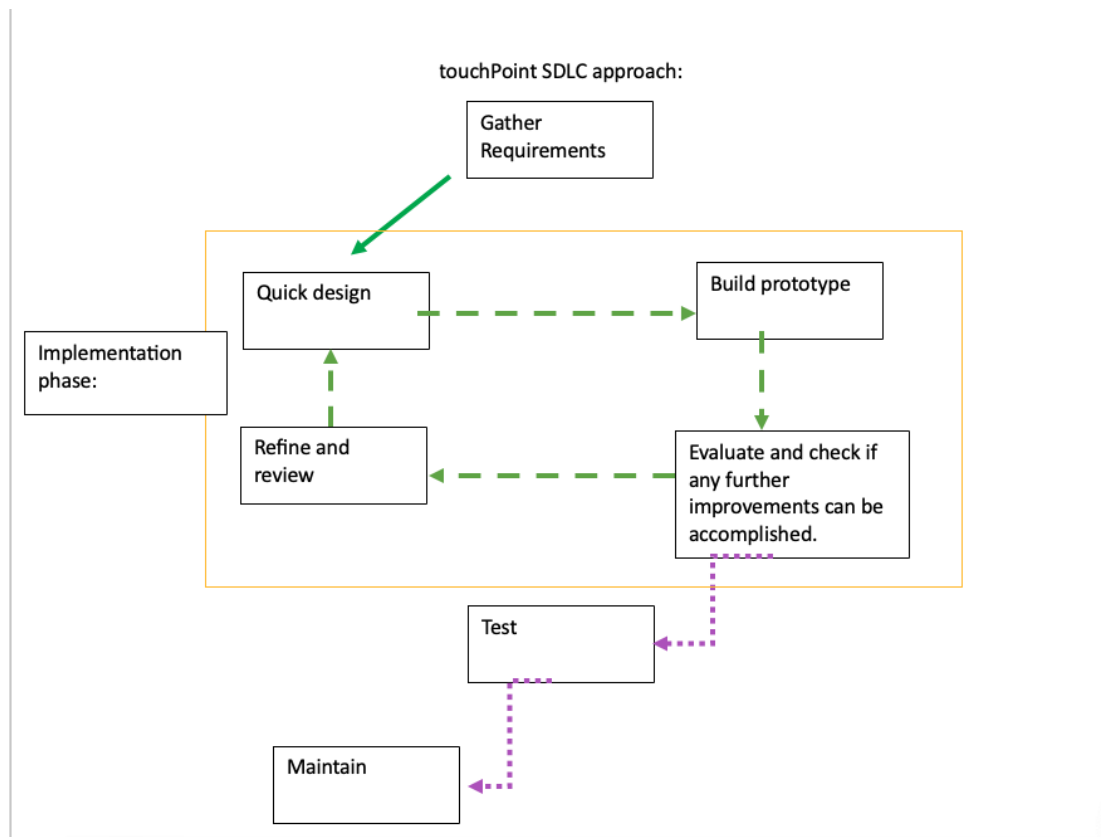 touchPoint SDLC approach:
Gather
Requirements
Quick design
Build prototype
Implementation
phase:
Refine and
review
Evaluate and check if
any further
improvements can be
accomplished.
Test
Maintain